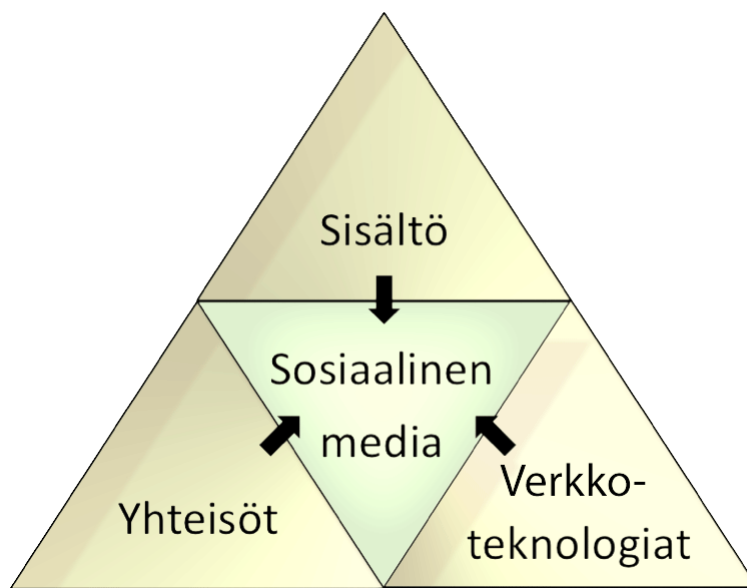 Sisältö
Sosiaalinen
media
Yhteisöt
Verkko-
teknologiat